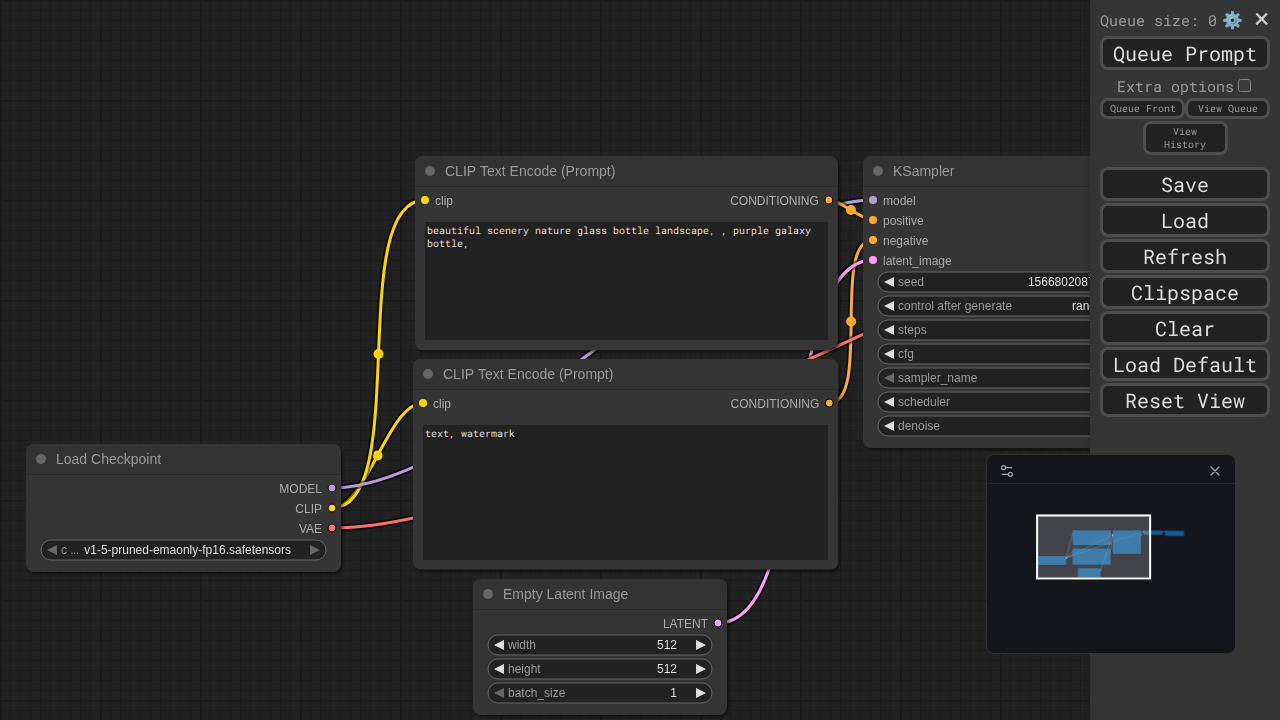 Queue size: 0
Queue Prompt
Extra options
Queue Front
View Queue
View
History
Save
Load
Refresh
Clipspace
Clear
Load Default
Reset View
CLIP Text Encode (Prompt)
clip
CONDITIONING
beautiful scenery nature glass bottle landscape, , purple galaxy
bottle,
KSampler
model
positive
negative
latent_image
seed 1566802087
control after generate ran
steps
cfg
sampler_name
scheduler
denoise
CLIP Text Encode (Prompt)
clip
CONDITIONING
text, watermark
Load Checkpoint
MODEL
CLIP
VAE
c ... v1-5-pruned-emaonly-fp16.safetensors
Empty Latent Image
LATENT
width 512
height 512
batch_size 1